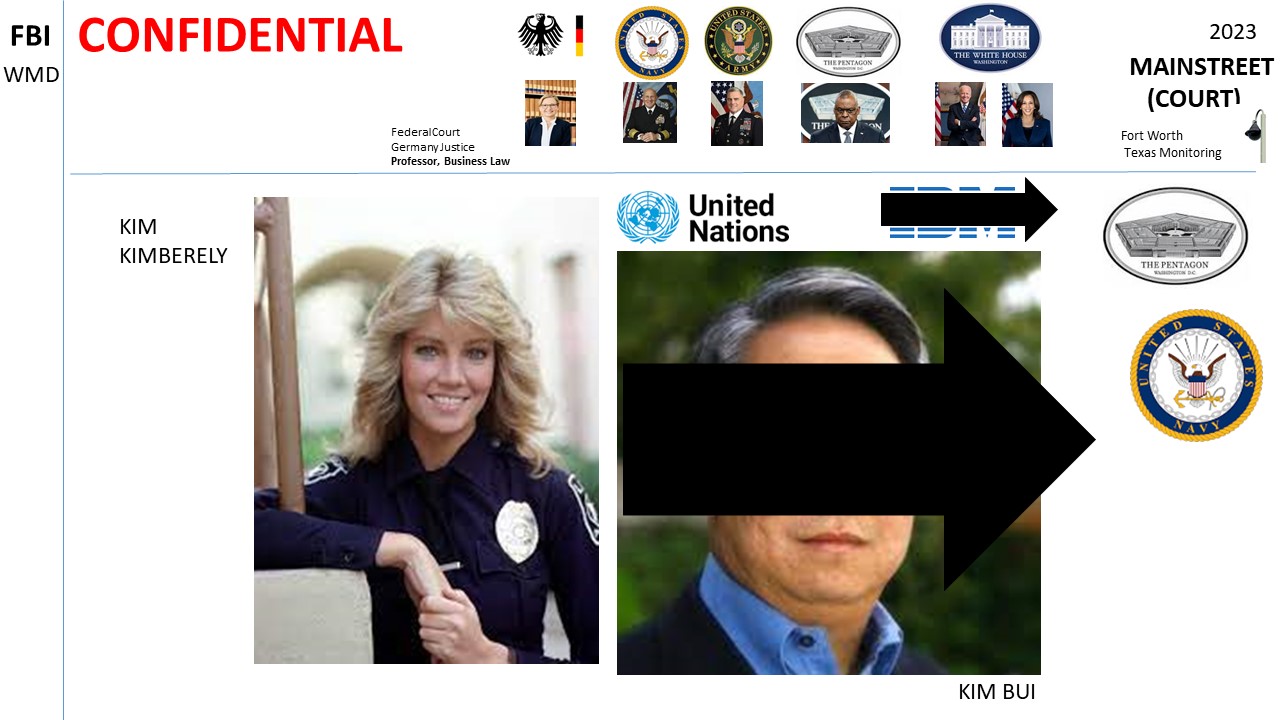 FBI
WMD
CONFIDENTIAL
FederalCourt
Germany Justice
Professor, Business Law
UNITED STATES
NAVY
UNITED STATES
ARMY
THE PENTAGON
WASHINGTON D.C.
THE WHITE HOUSE
WASHINGTON
2023
MAINSTREET
(COURT)
Fort Worth
Texas Monitoring
KIM
KIMBERELY
United
Nations
IBM
THE PENTAGON
WASHINGTON D.C.
UNITED STATES
NAVY
KIM BUI